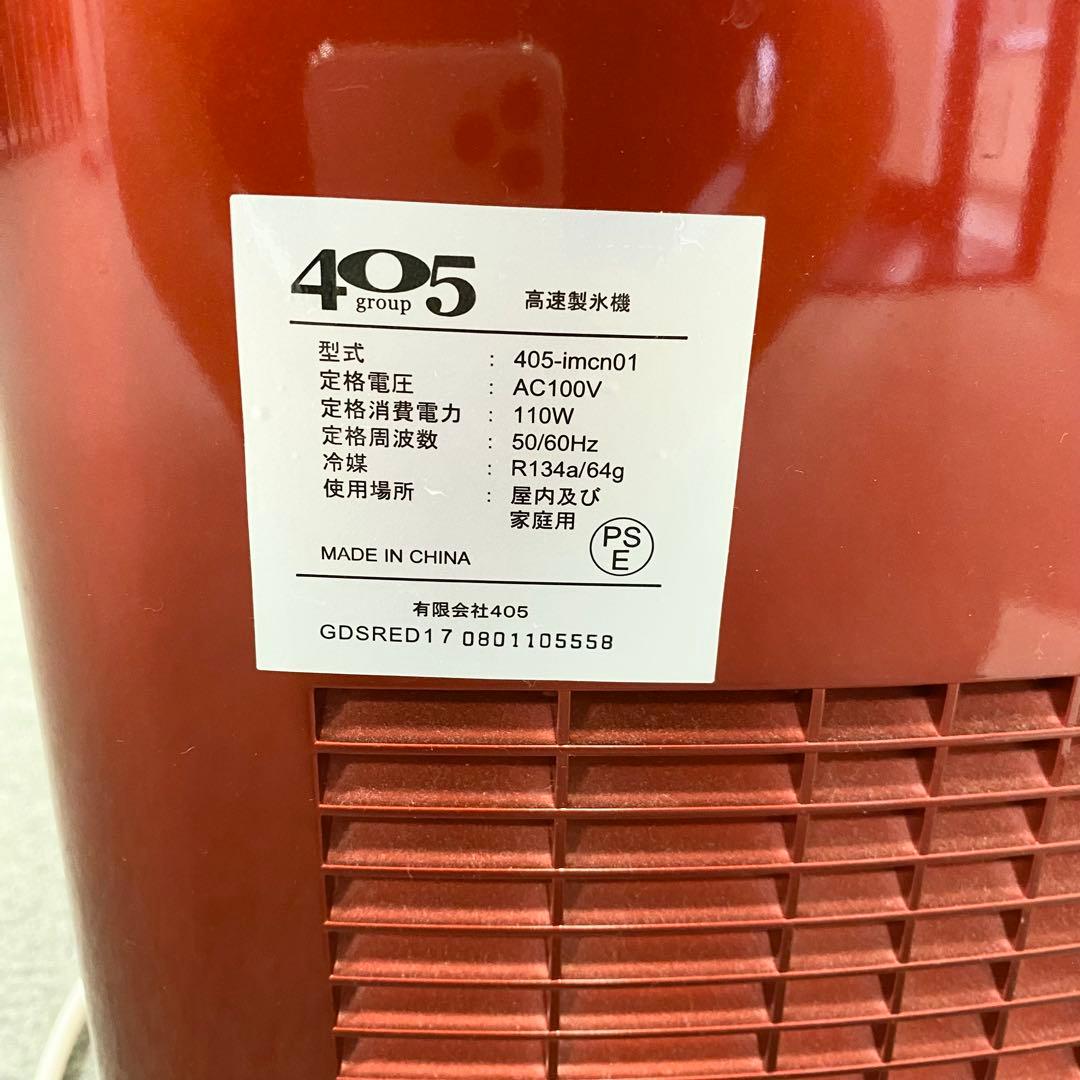 405 group 高速製氷機
型式 : 405-imcn01
定格電圧 : AC100V
定格消費電力 : 110W
定格周波数 : 50/60Hz
冷媒 : R134a/64g
使用場所 : 屋内及び
家庭用
PS
E
MADE IN CHINA
有限会社405
GDSRED17 0801105558